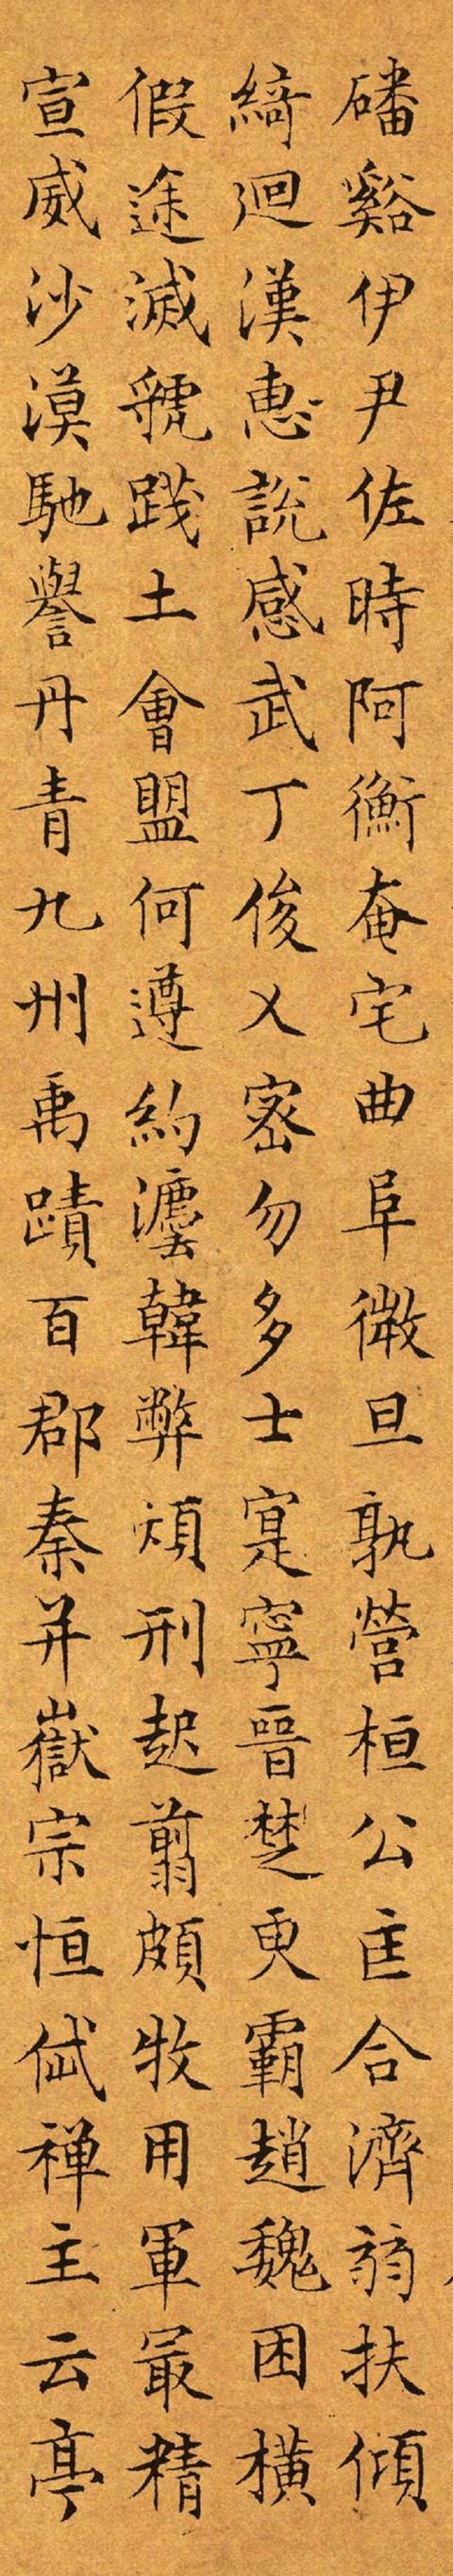 磻谿伊尹佐時阿衡奄宅曲阜微旦孰營桓公匡合濟弱扶傾
綺迴漢惠說感武丁俊乂密勿多士寔寧晉楚更霸趙魏困橫
假途滅虢踐土會盟何遵約灋韓弊煩刑起翦頗牧用軍最精
宣威沙漠馳譽丹青九州禹蹟百郡秦并嶽宗恒岱禪主云亭